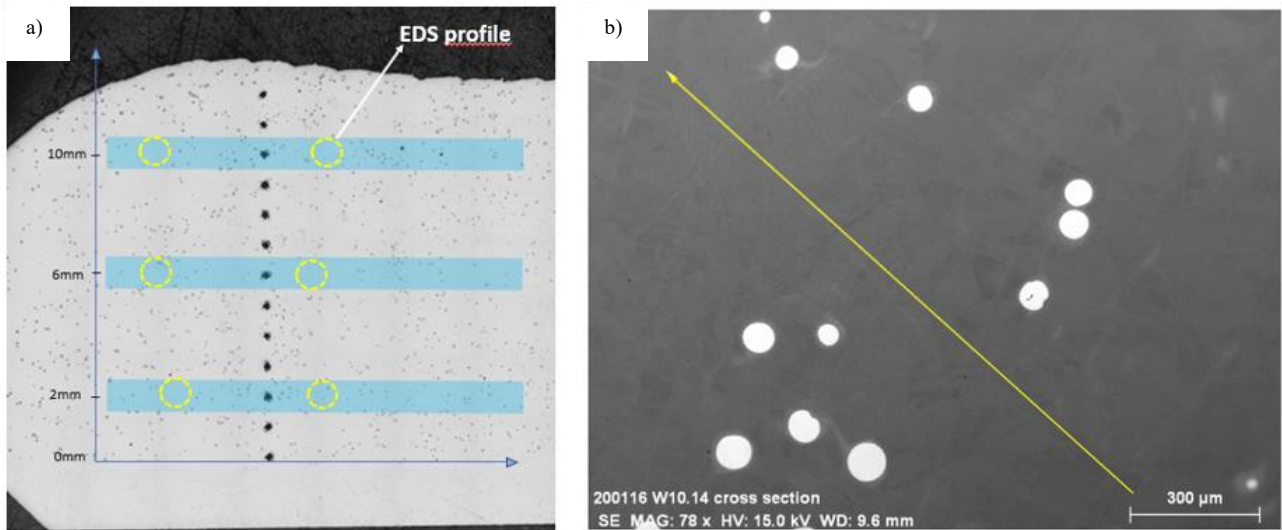 a)
EDS profile
10mm
6mm
2mm
0mm
b)
200116 W10.14 cross section
300 µm
SE MAG: 78 x HV: 15.0 kV WD: 9.6 mm